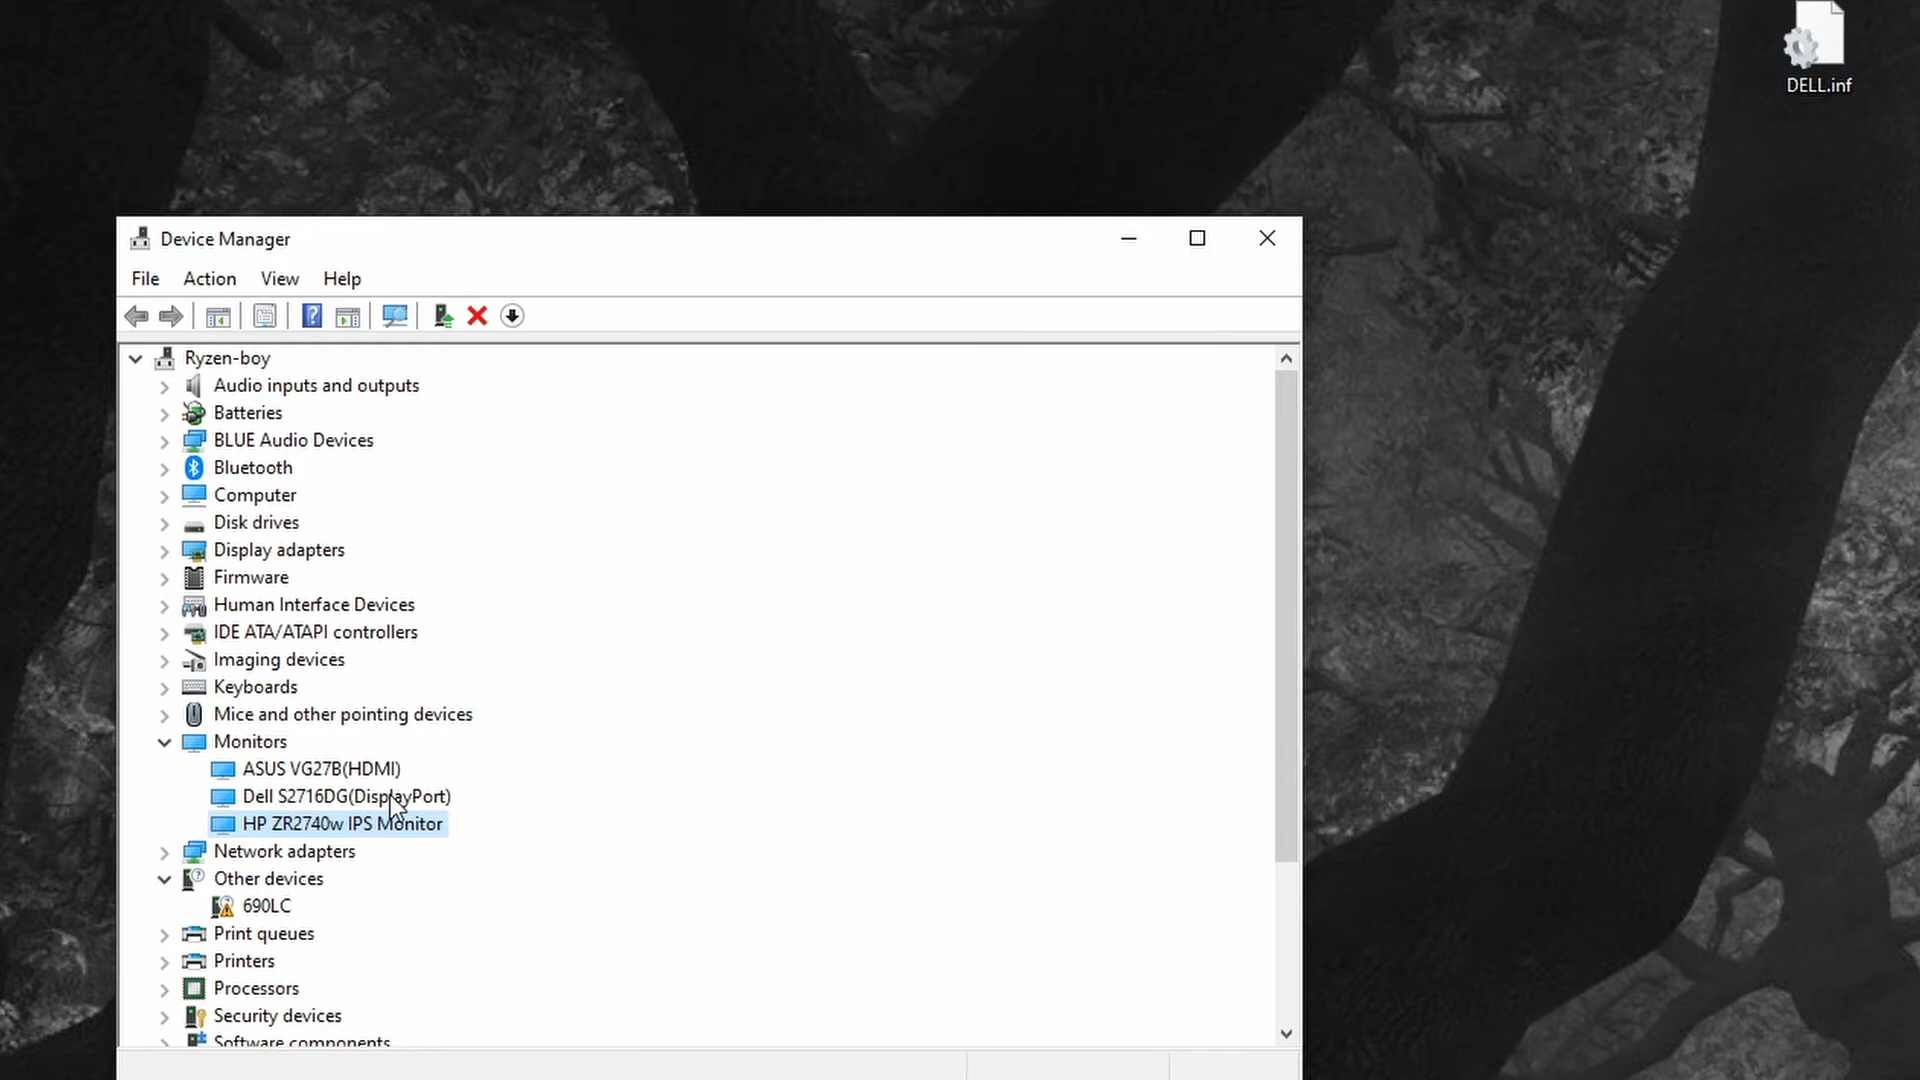 DELL.inf
Device Manager
File Action View Help
Ryzen-boy
Audio inputs and outputs
Batteries
BLUE Audio Devices
Bluetooth
Computer
Disk drives
Display adapters
Firmware
Human Interface Devices
IDE ATA/ATAPI controllers
Imaging devices
Keyboards
Mice and other pointing devices
Monitors
ASUS VG27B(HDMI)
Dell S2716DG(DisplayPort)
HP ZR2740w IPS Monitor
Network adapters
Other devices
690LC
Print queues
Printers
Processors
Security devices
Software components